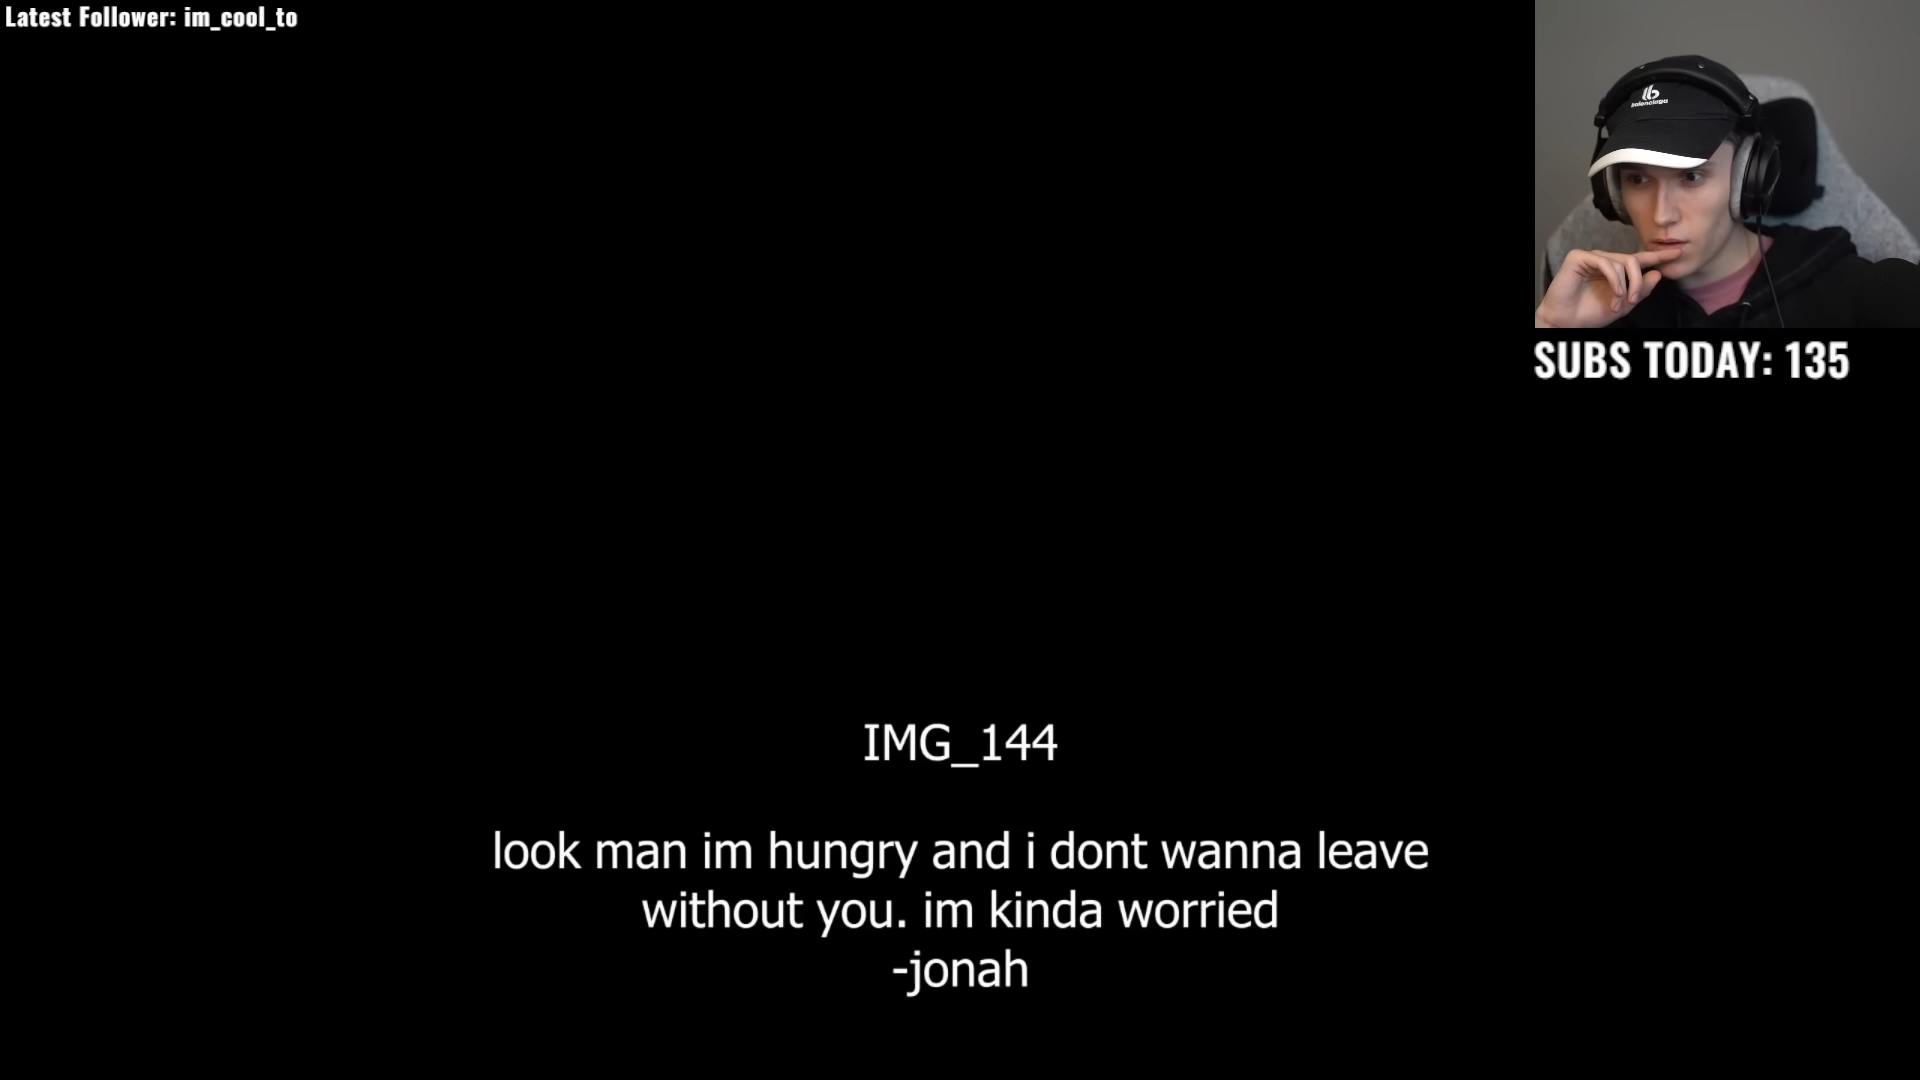 Latest Follower: im_cool_to
balenciaga
SUBS TODAY: 135
IMG_144
look man im hungry and i dont wanna leave
without you. im kinda worried
-jonah